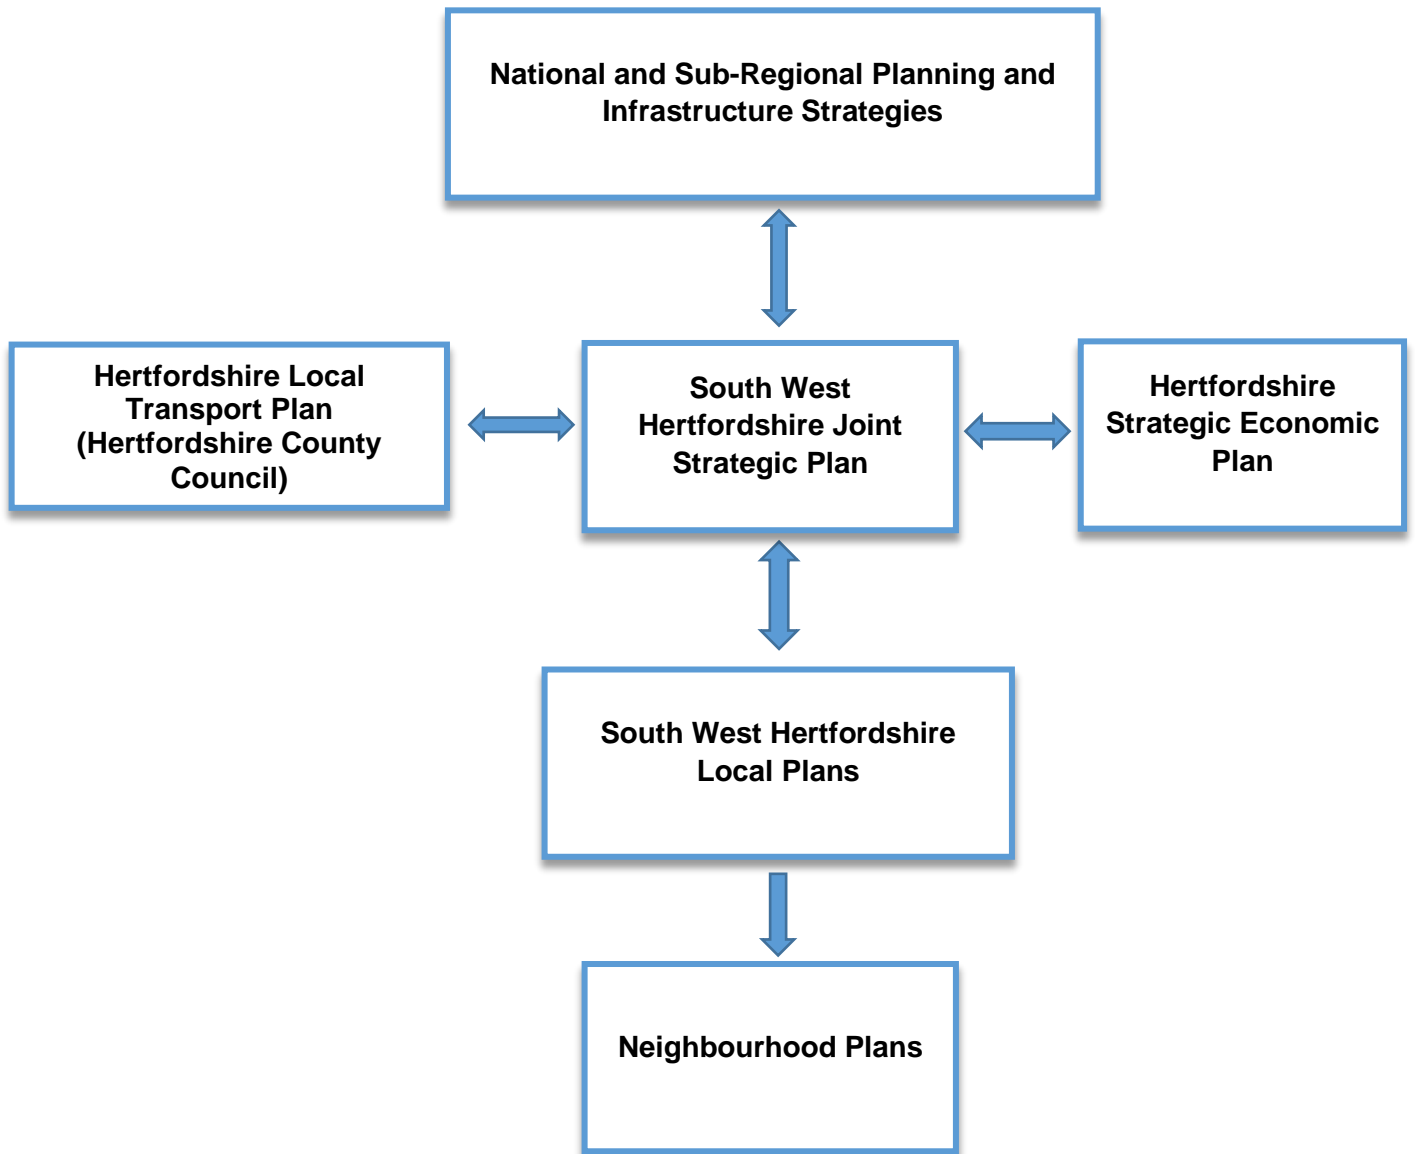 National and Sub-Regional Planning and
Infrastructure Strategies
Hertfordshire Local
Transport Plan
(Hertfordshire County
Council)
South West
Hertfordshire Joint
Strategic Plan
Hertfordshire
Strategic Economic
Plan
South West Hertfordshire
Local Plans
Neighbourhood Plans